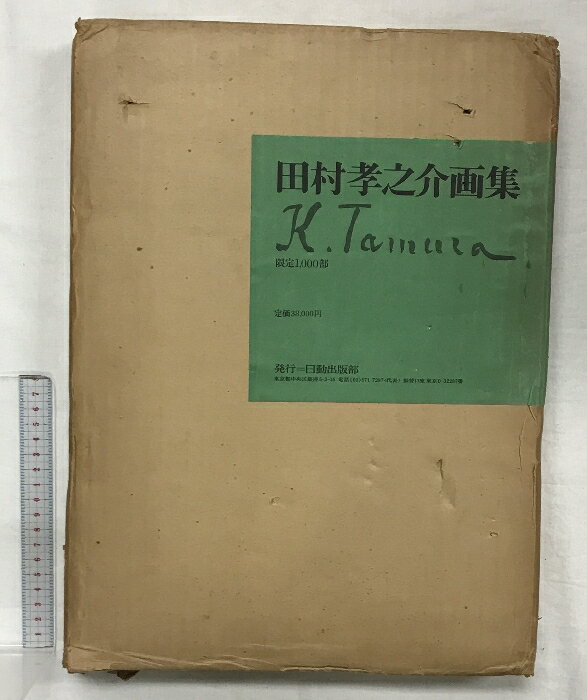 田村孝之介画集
K. Tamura
限定1,000部
定価38,000円
発行=日動出版部